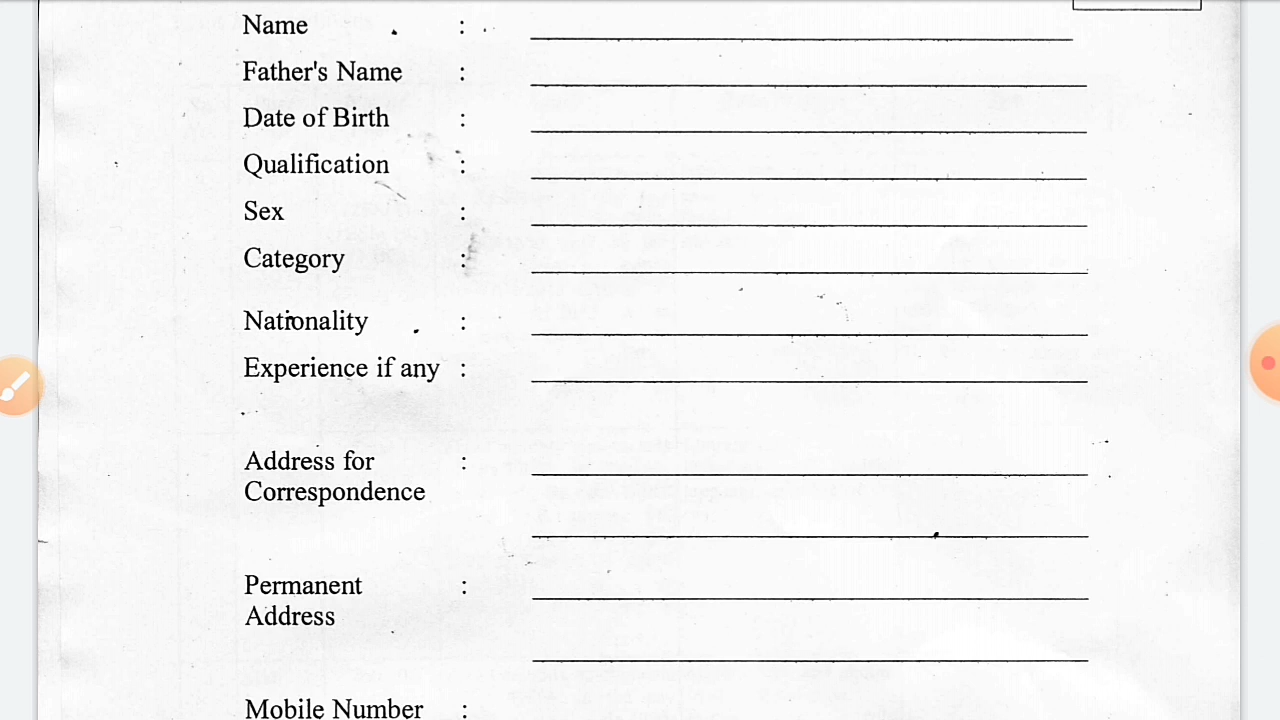 Name :
Father's Name :
Date of Birth :
Qualification :
Sex :
Category :
Nationality :
Experience if any :
Address for :
Correspondence
Permanent :
Address
Mobile Number :